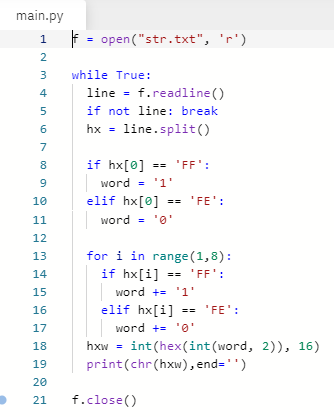 main.py
1 f = open("str.txt", 'r')
2
3 while True:
4   line = f.readline()
5   if not line: break
6   hx = line.split()
7
8   if hx[0] == 'FF':
9     word = '1'
10   elif hx[0] == 'FE':
11     word = '0'
12
13   for i in range(1,8):
14     if hx[i] == 'FF':
15       word += '1'
16     elif hx[i] == 'FE':
17       word += '0'
18   hxw = int(hex(int(word, 2)), 16)
19   print(chr(hxw),end='')
20
21 f.close()